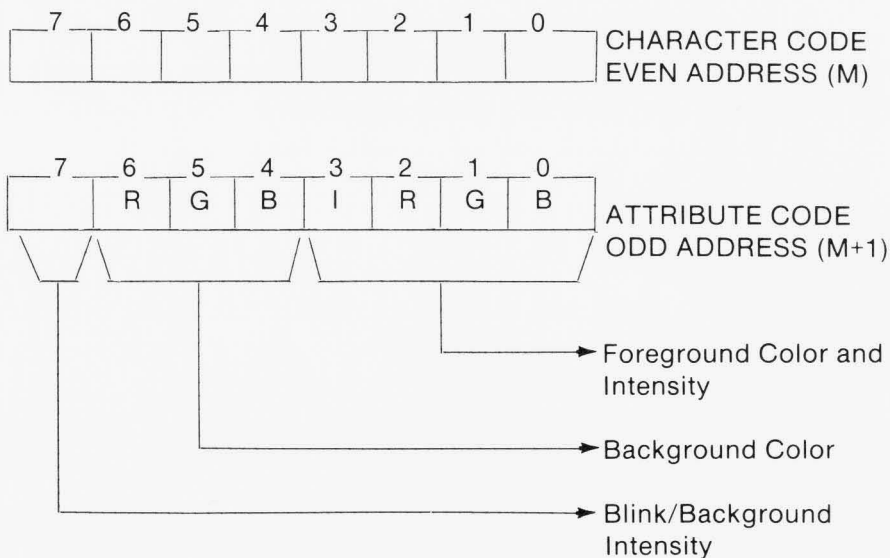 7 6 5 4 3 2 1 0
CHARACTER CODE
EVEN ADDRESS (M)
7 6 5 4 3 2 1 0
R G B I R G B
ATTRIBUTE CODE
ODD ADDRESS (M+1)
Foreground Color and
Intensity
Background Color
Blink/Background
Intensity